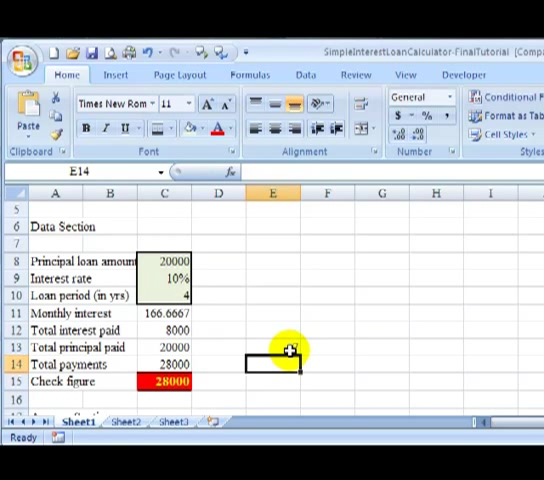 SimpleInterestLoanCalculator-FinalTutorial [Compa
Home Insert Page Layout Formulas Data Review View Developer
Times New Rom 11 A A General Conditional F
Paste B I U A $ % , Format as Tab
.00 Cell Styles
Clipboard Font Alignment Number Styles
E14 fx
A B C D E F G H I
5
6 Data Section
7
8 Principal loan amoun 20000
9 Interest rate 10%
10 Loan period (in yrs) 4
11 Monthly interest 166.6667
12 Total interest paid 8000
13 Total principal paid 20000
14 Total payments 28000
15 Check figure 28000
16
Sheet1 Sheet2 Sheet3
Ready